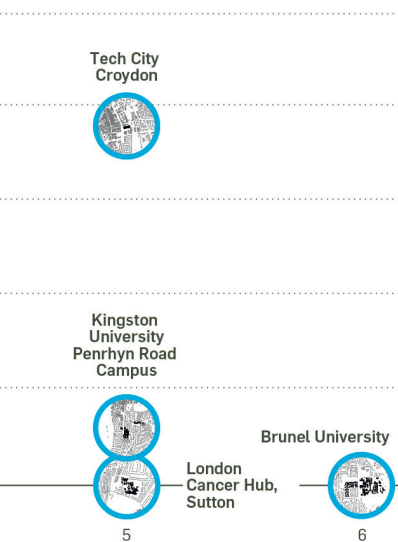 Tech City
Croydon
Kingston
University
Penrhyn Road
Campus
Brunel University
London
Cancer Hub,
Sutton
5
6